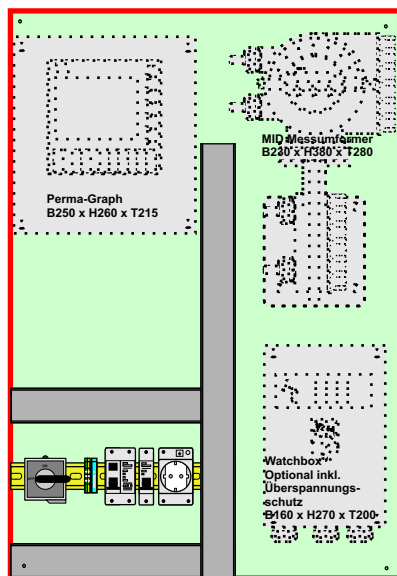 MID Messumformer
B230 x H380 x T280
Perma-Graph
B250 x H260 x T215
Watchbox
Optional inkl.
Überspannungs-
schutz
B160 x H270 x T200